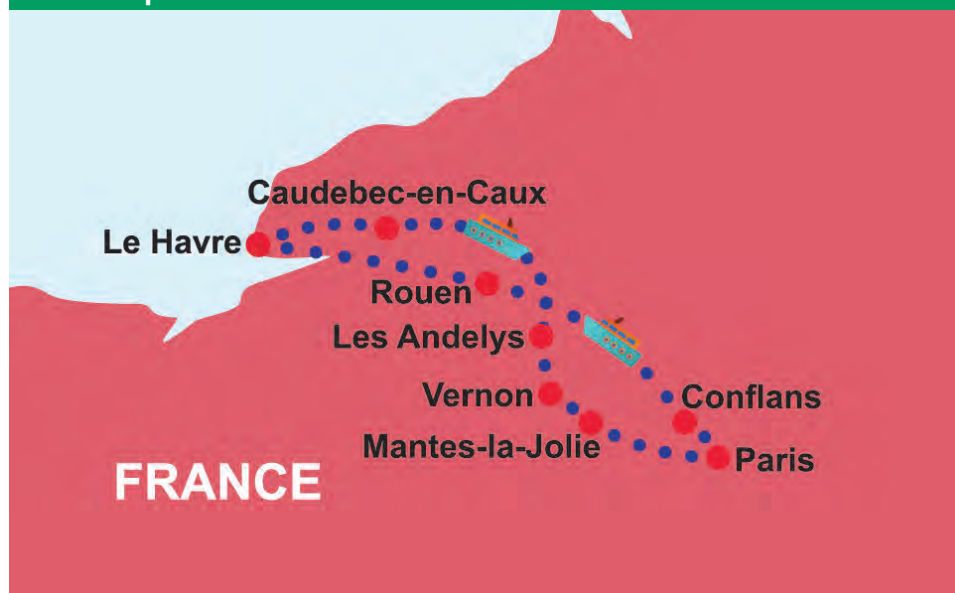 Caudebec-en-Caux
Le Havre
Rouen
Les Andelys
Vernon
Conflans
Mantes-la-Jolie
Paris
FRANCE